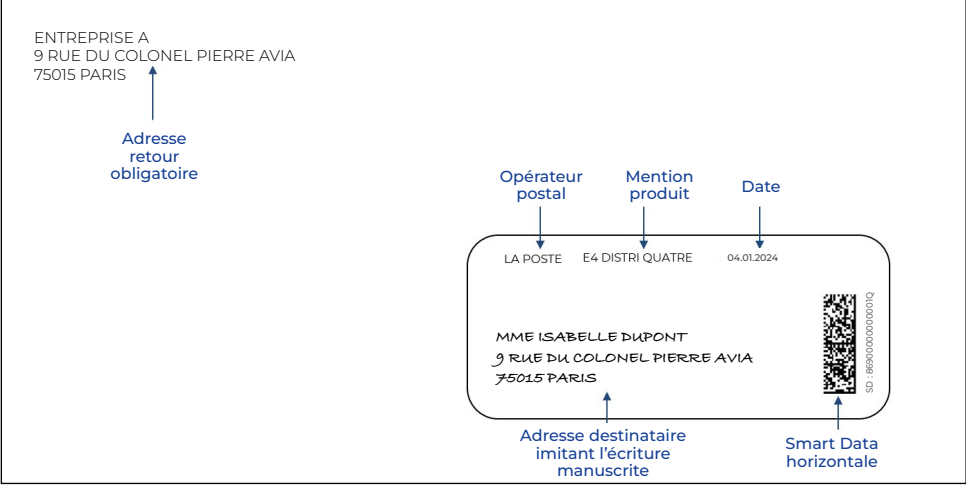 ENTREPRISE A
9 RUE DU COLONEL PIERRE AVIA
75015 PARIS
Adresse
retour
obligatoire
Opérateur
postal
Mention
produit
Date
LA POSTE
E4 DISTRI QUATRE
04.01.2024
MME ISABELLE DUPONT
9 RUE DU COLONEL PIERRE AVIA
75015 PARIS
SD : 869000000000001Q
Adresse destinataire
imitant l'écriture
manuscrite
Smart Data
horizontale